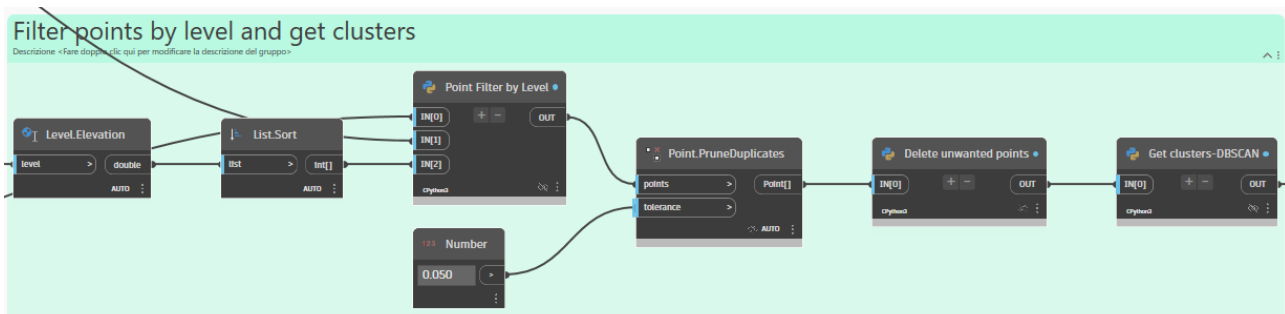 Filter points by level and get clusters
Descrizione <Fare doppio clic qui per modificare la descrizione del gruppo>
Level.Elevation
level > double
AUTO
List.Sort
list > int[]
AUTO
Point Filter by Level
IN[0] + - OUT
IN[1]
IN[2]
CPython3
123 Number
0.050 >
Point.PruneDuplicates
points > Point[]
tolerance >
AUTO
Delete unwanted points
IN[0] + - OUT
CPython3
Get clusters-DBSCAN
IN[0] + - OUT
CPython3